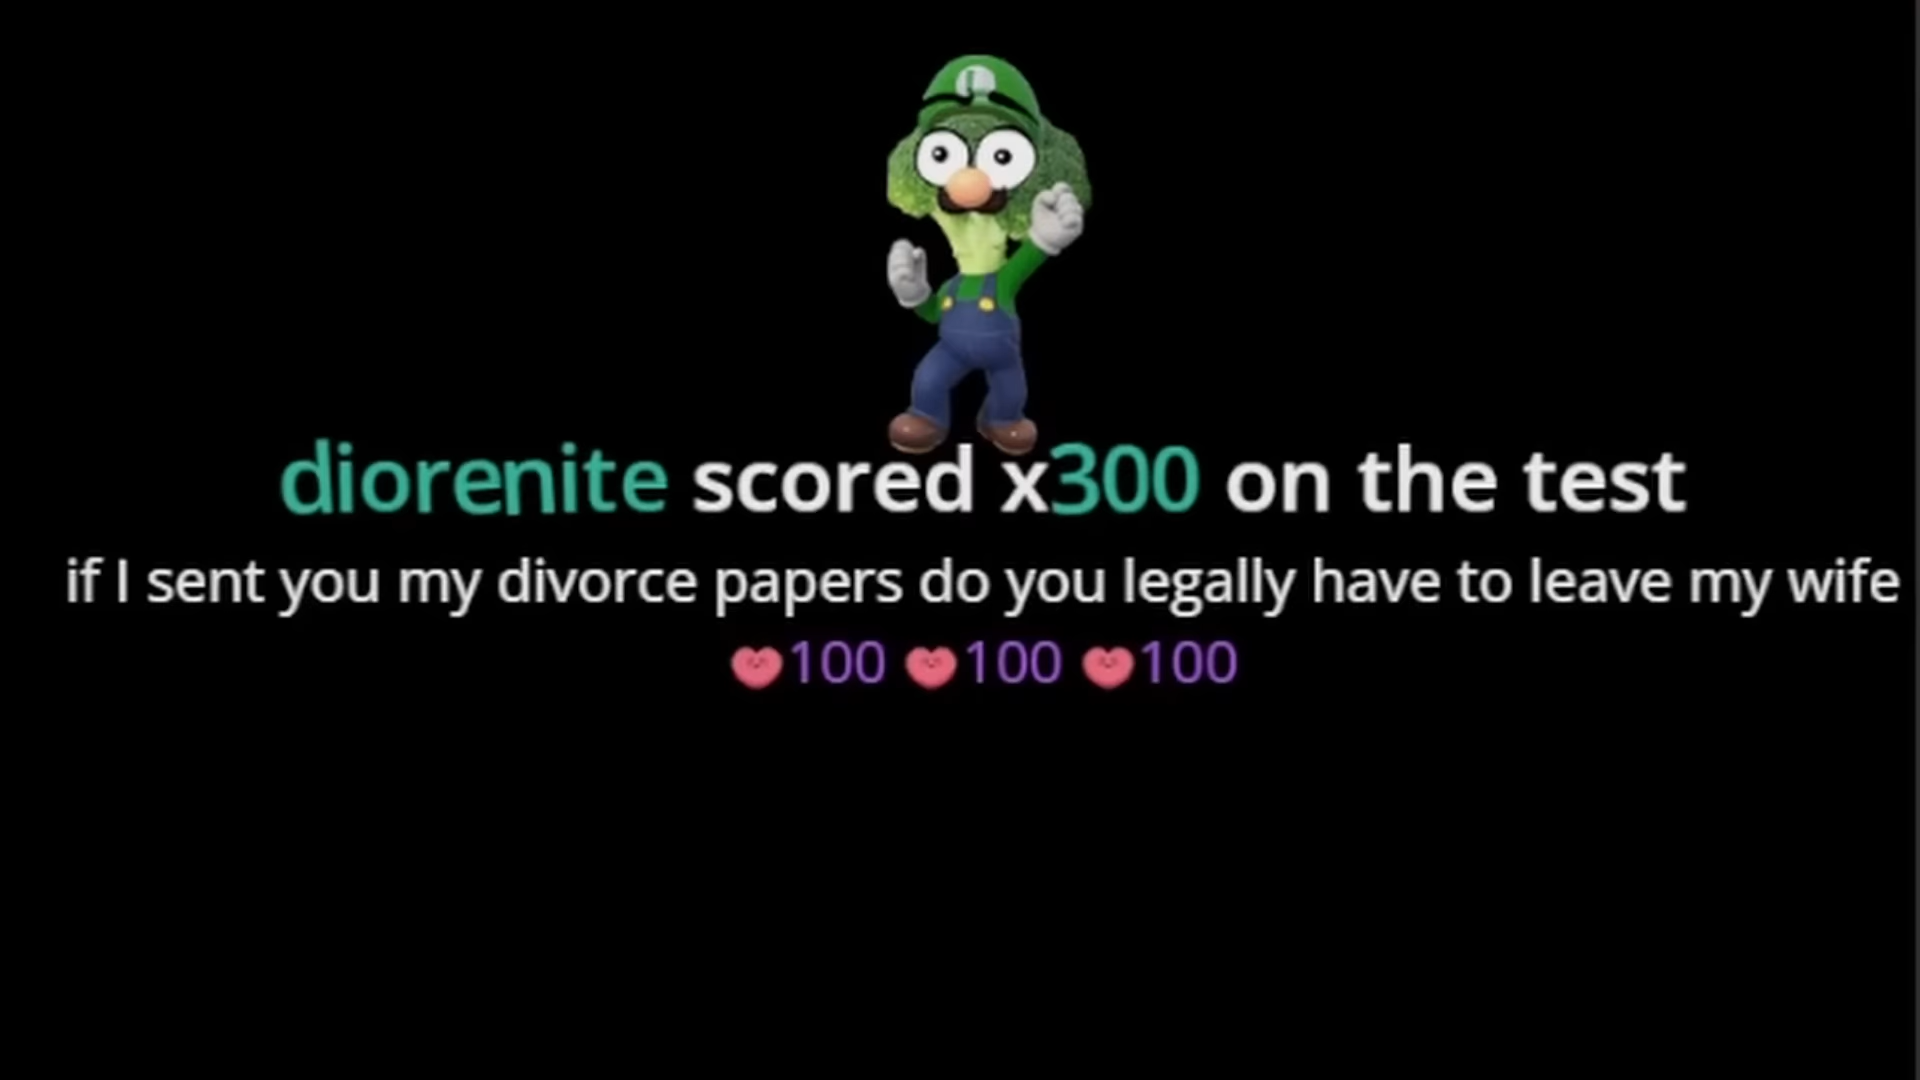 diorenite scored x300 on the test
if I sent you my divorce papers do you legally have to leave my wife
100 100 100